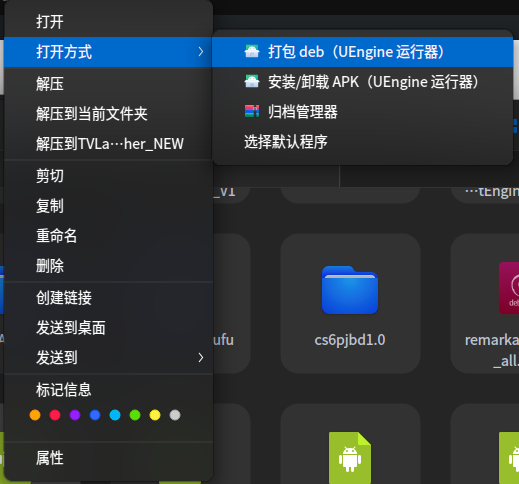 打开
打开方式
打包 deb（UEngine 运行器）
安装/卸载 APK（UEngine 运行器）
归档管理器
选择默认程序
解压
解压到当前文件夹
解压到TVLa···her_NEW
剪切
复制
重命名
删除
创建链接
发送到桌面
发送到
标记信息
属性
_V1
···tEngin
ufu
cs6pjbd1.0
remarka
_all.